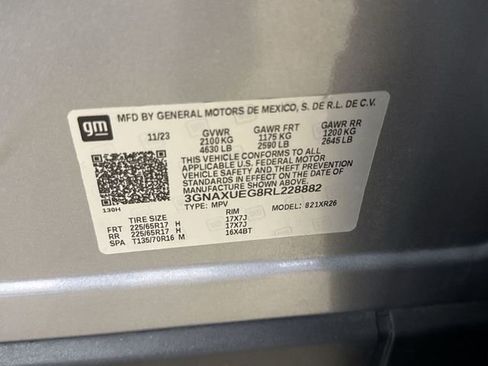 gm
MFD BY GENERAL MOTORS DE MEXICO, S. DE R.L. DE C.V.
11/23 GVWR GAWR FRT GAWR RR
2100 KG 1175 KG 1200 KG
4630 LB 2590 LB 2645 LB
THIS VEHICLE CONFORMS TO ALL
APPLICABLE U.S. FEDERAL MOTOR
VEHICLE SAFETY AND THEFT PREVENTION
STANDARDS IN EFFECT ON THE DATE OF
MANUFACTURE SHOWN ABOVE.
3GNAXUEG8RL228882
130H
TYPE: MPV MODEL: 821XR26
TIRE SIZE RIM
FRT 225/65R17 H 17X7J
RR 225/65R17 H 17X7J
SPA T135/70R16 M 16X4BT